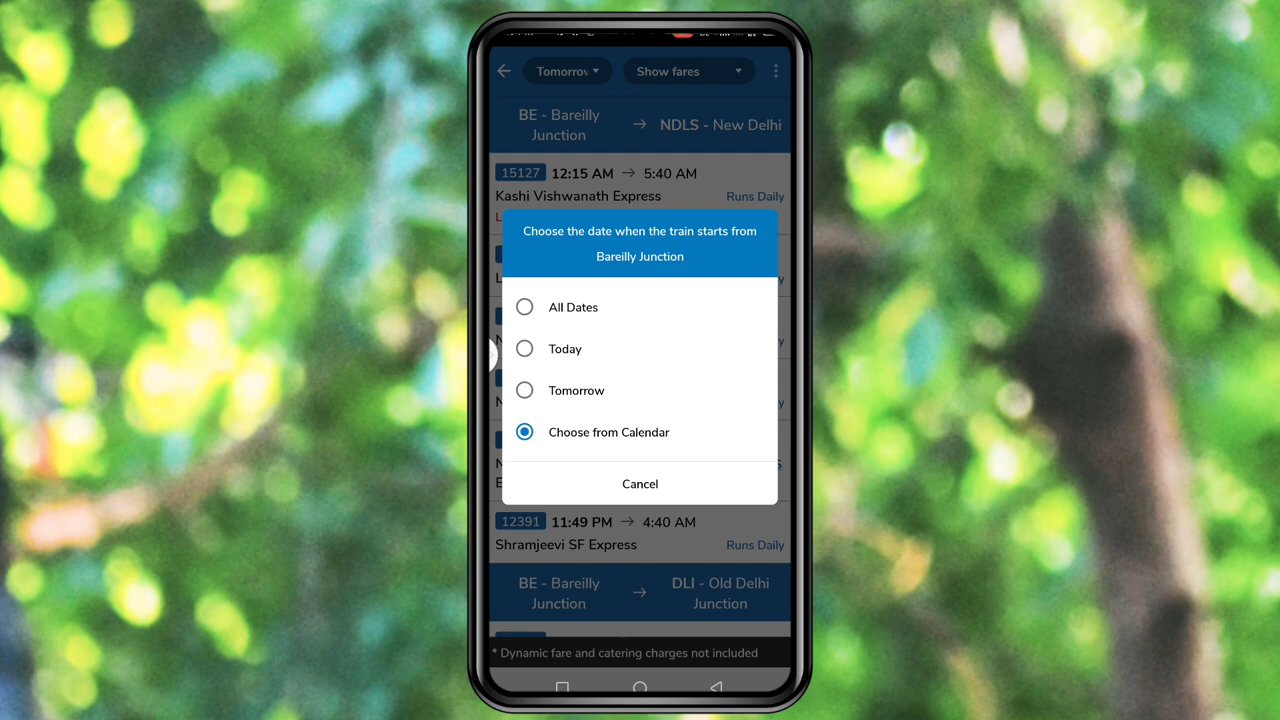 Tomorrov
Show fares
BE - Bareilly
Junction
NDLS - New Delhi
15127 12:15 AM → 5:40 AM
Kashi Vishwanath Express Runs Daily
Choose the date when the train starts from
Bareilly Junction
All Dates
Today
Tomorrow
Choose from Calendar
Cancel
12391 11:49 PM → 4:40 AM
Shramjeevi SF Express Runs Daily
BE - Bareilly
Junction
DLI - Old Delhi
Junction
* Dynamic fare and catering charges not included